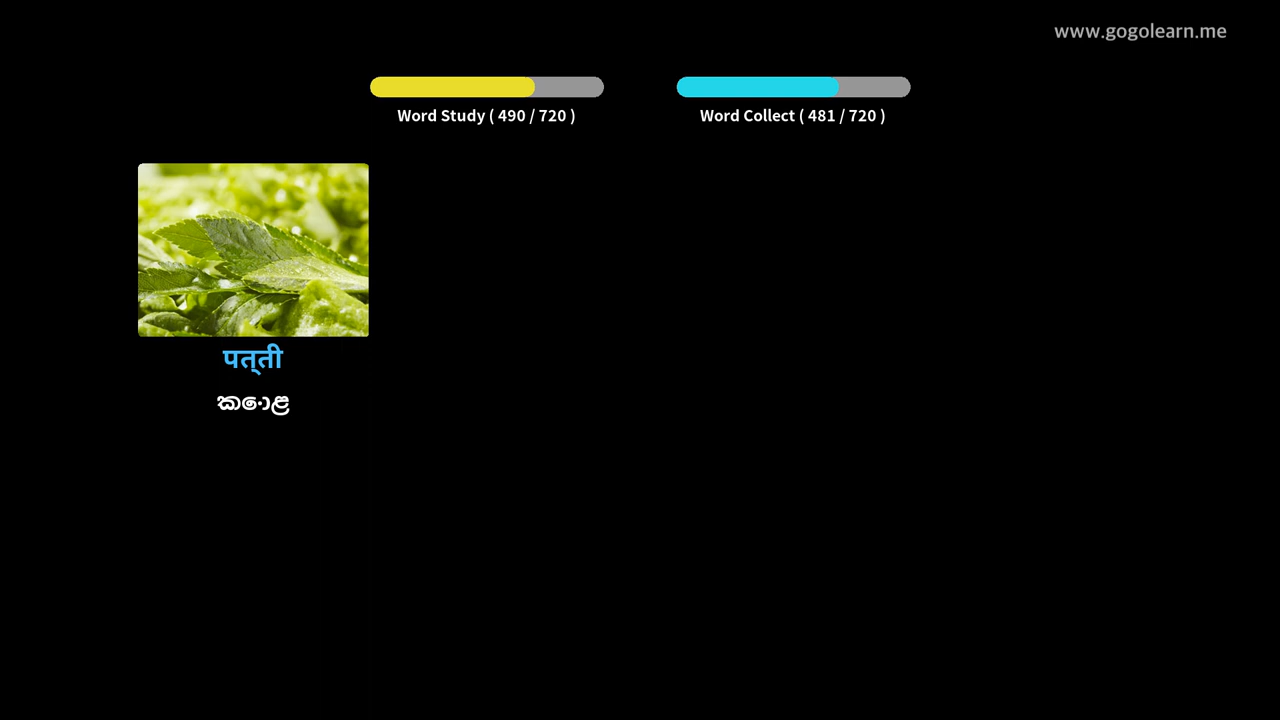 www.gogolearn.me
Word Study ( 490 / 720 )
Word Collect ( 481 / 720 )
पत्‌ती
කොළ